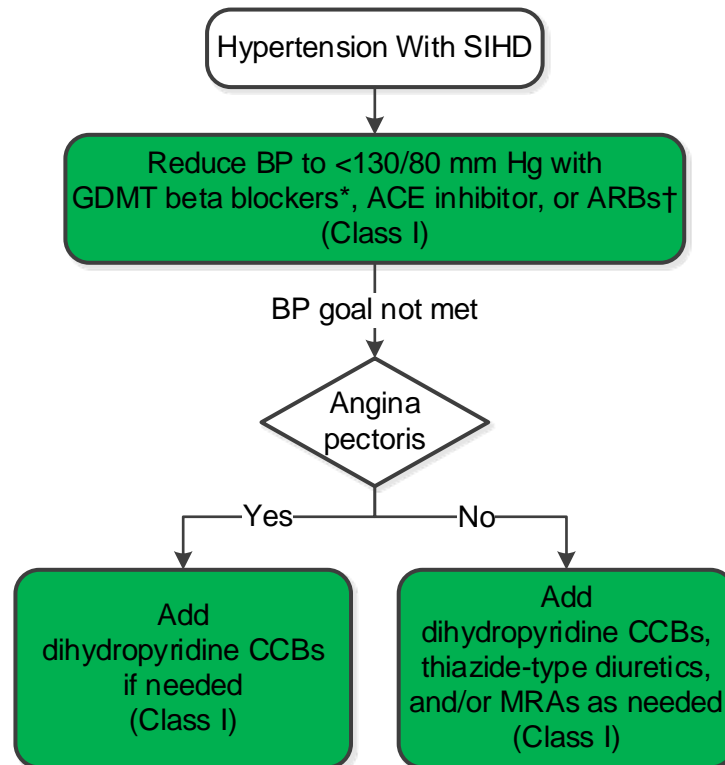 Hypertension With SIHD
Reduce BP to <130/80 mm Hg with
GDMT beta blockers*, ACE inhibitor, or ARBs†
(Class I)
BP goal not met
Angina
pectoris
Yes
No
Add
dihydropyridine CCBs
if needed
(Class I)
Add
dihydropyridine CCBs,
thiazide-type diuretics,
and/or MRAs as needed
(Class I)